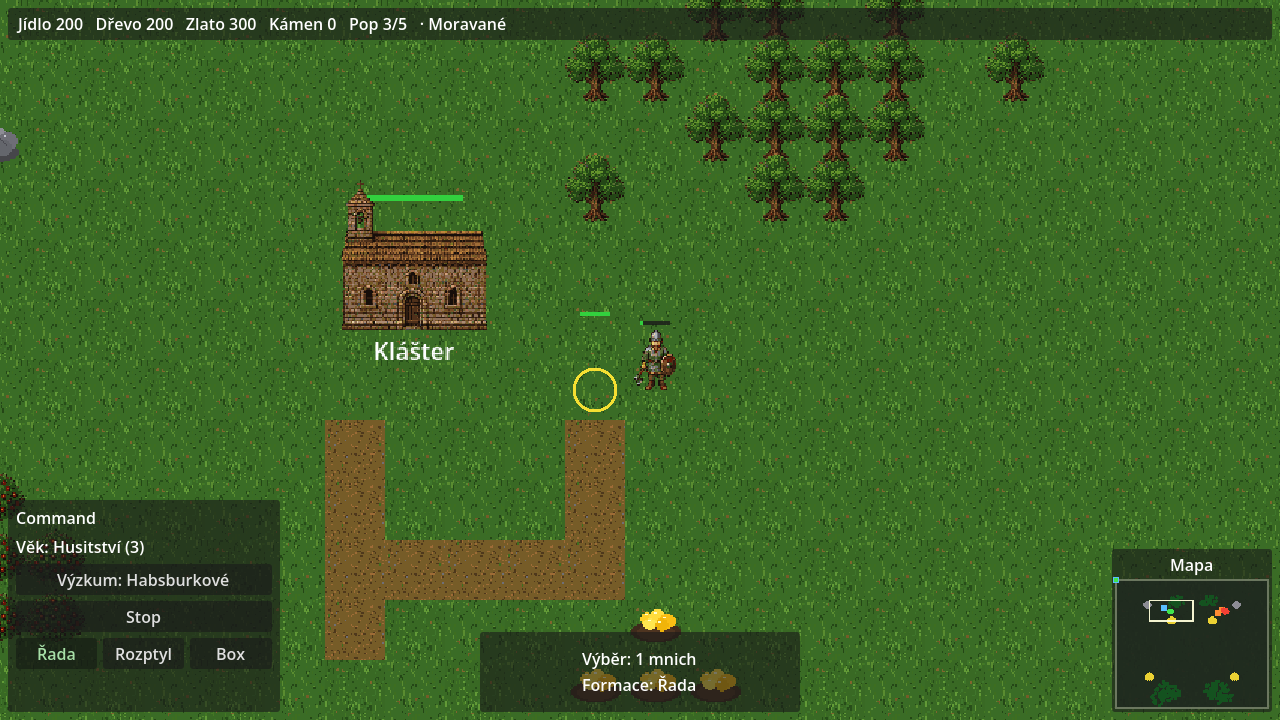 Jídlo 200 Dřevo 200 Zlato 300 Kámen 0 Pop 3/5 · Moravané
Klášter
Command
Věk: Husitství (3)
Výzkum: Habsburkové
Stop
Řada Rozptyl Box
Výběr: 1 mnich
Formace: Řada
Mapa